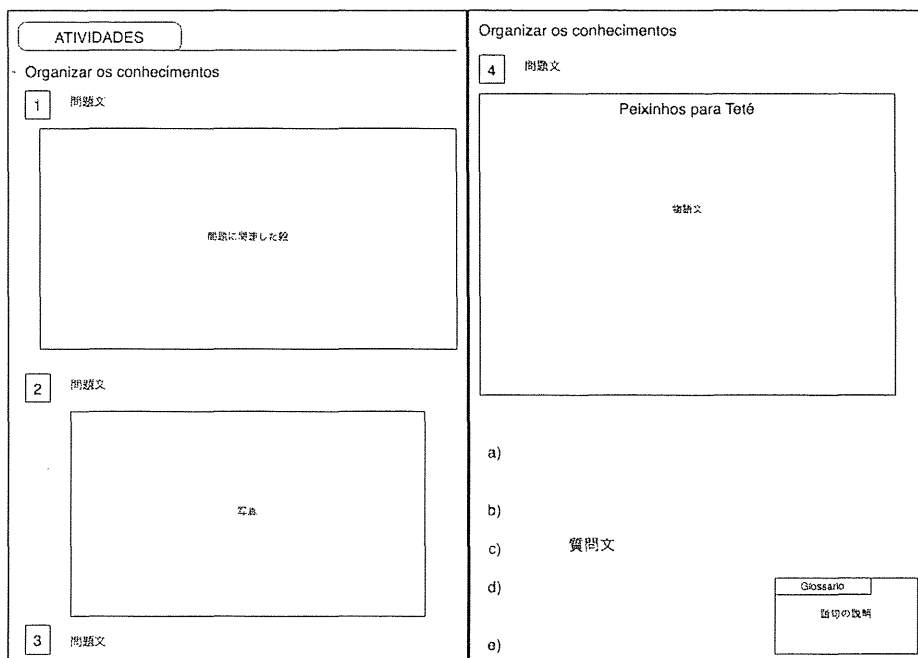 ATIVIDADES
Organizar os conhecimentos
1 問題文
問題に関連した絵
2 問題文
写真
3 問題文
Organizar os conhecimentos
4 問題文
Peixinhos para Teté
物語文
a)
b)
c) 質問文
d)
e)
Glossário
語句の説明